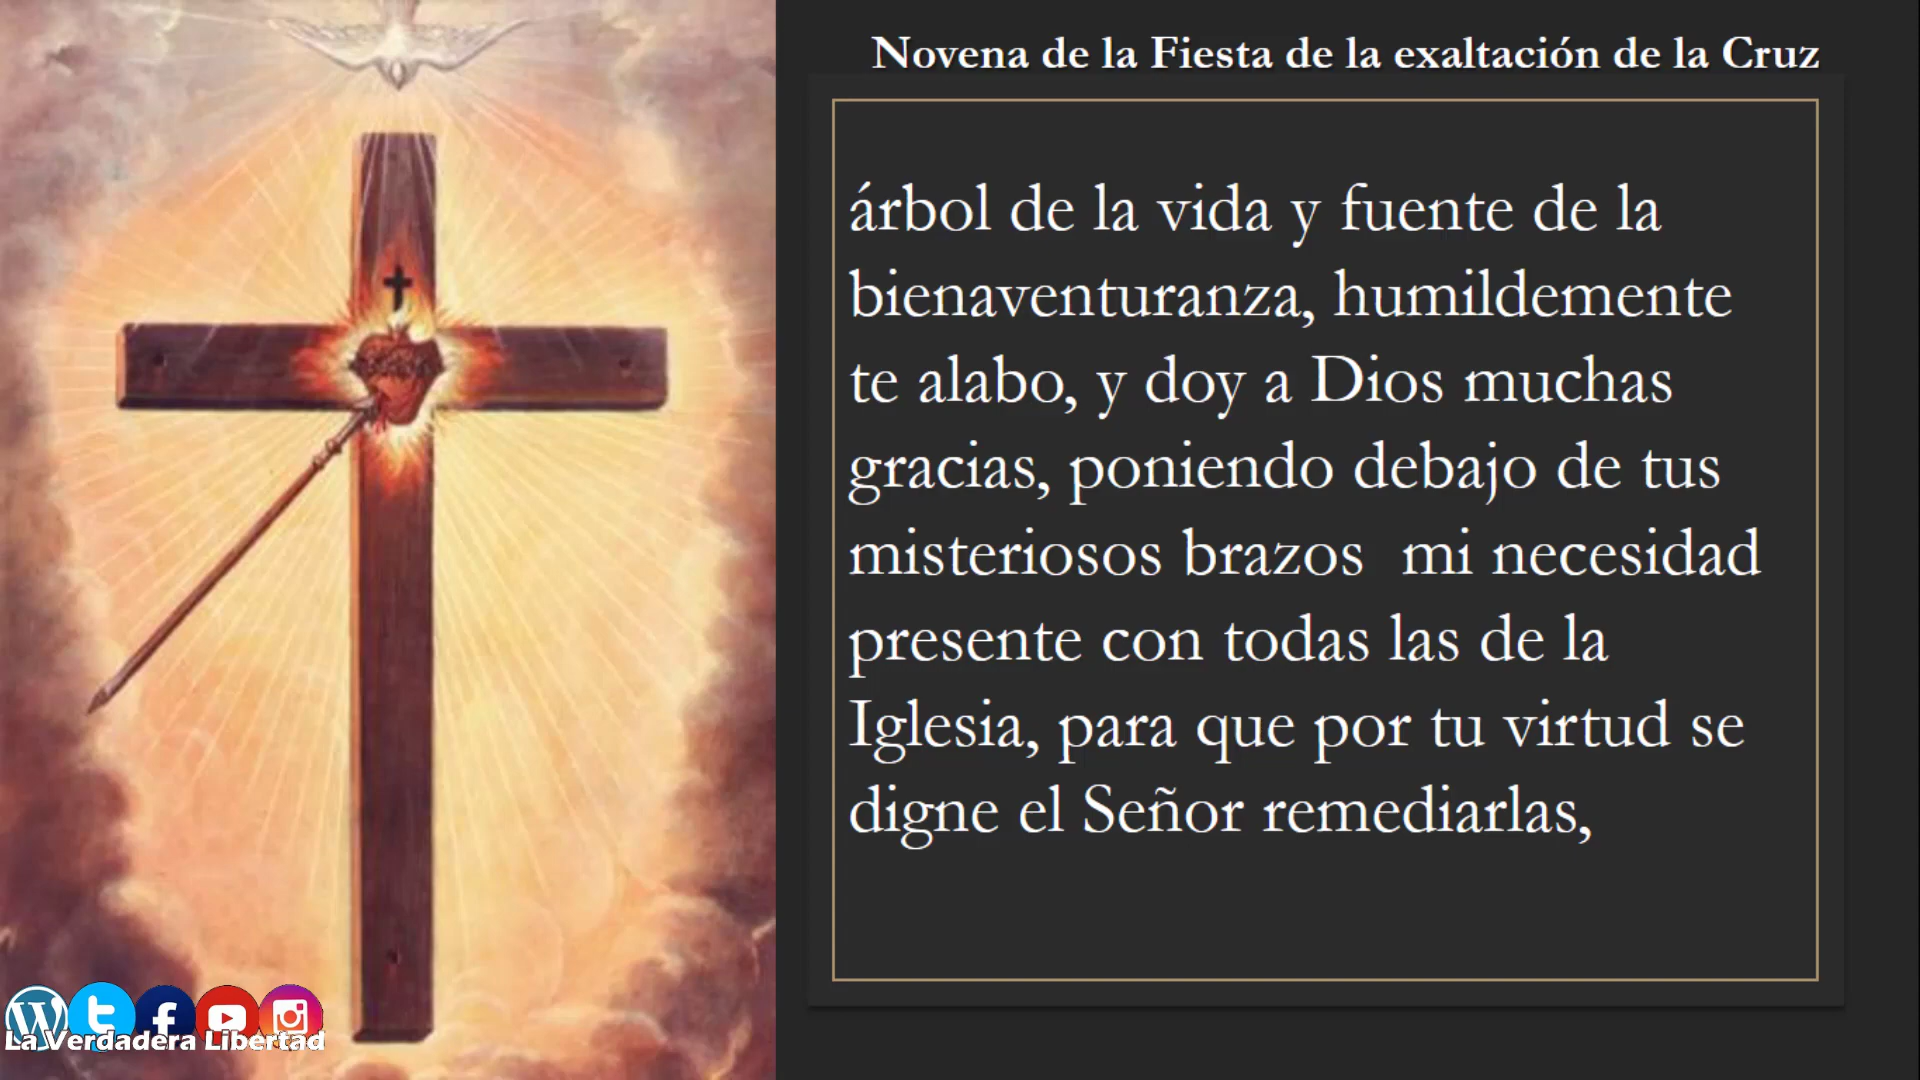 Novena de la Fiesta de la exaltación de la Cruz
árbol de la vida y fuente de la
bienaventuranza, humildemente
te alabo, y doy a Dios muchas
gracias, poniendo debajo de tus
misteriosos brazos  mi necesidad
presente con todas las de la
Iglesia, para que por tu virtud se
digne el Señor remediarlas,
La Verdadera Libertad